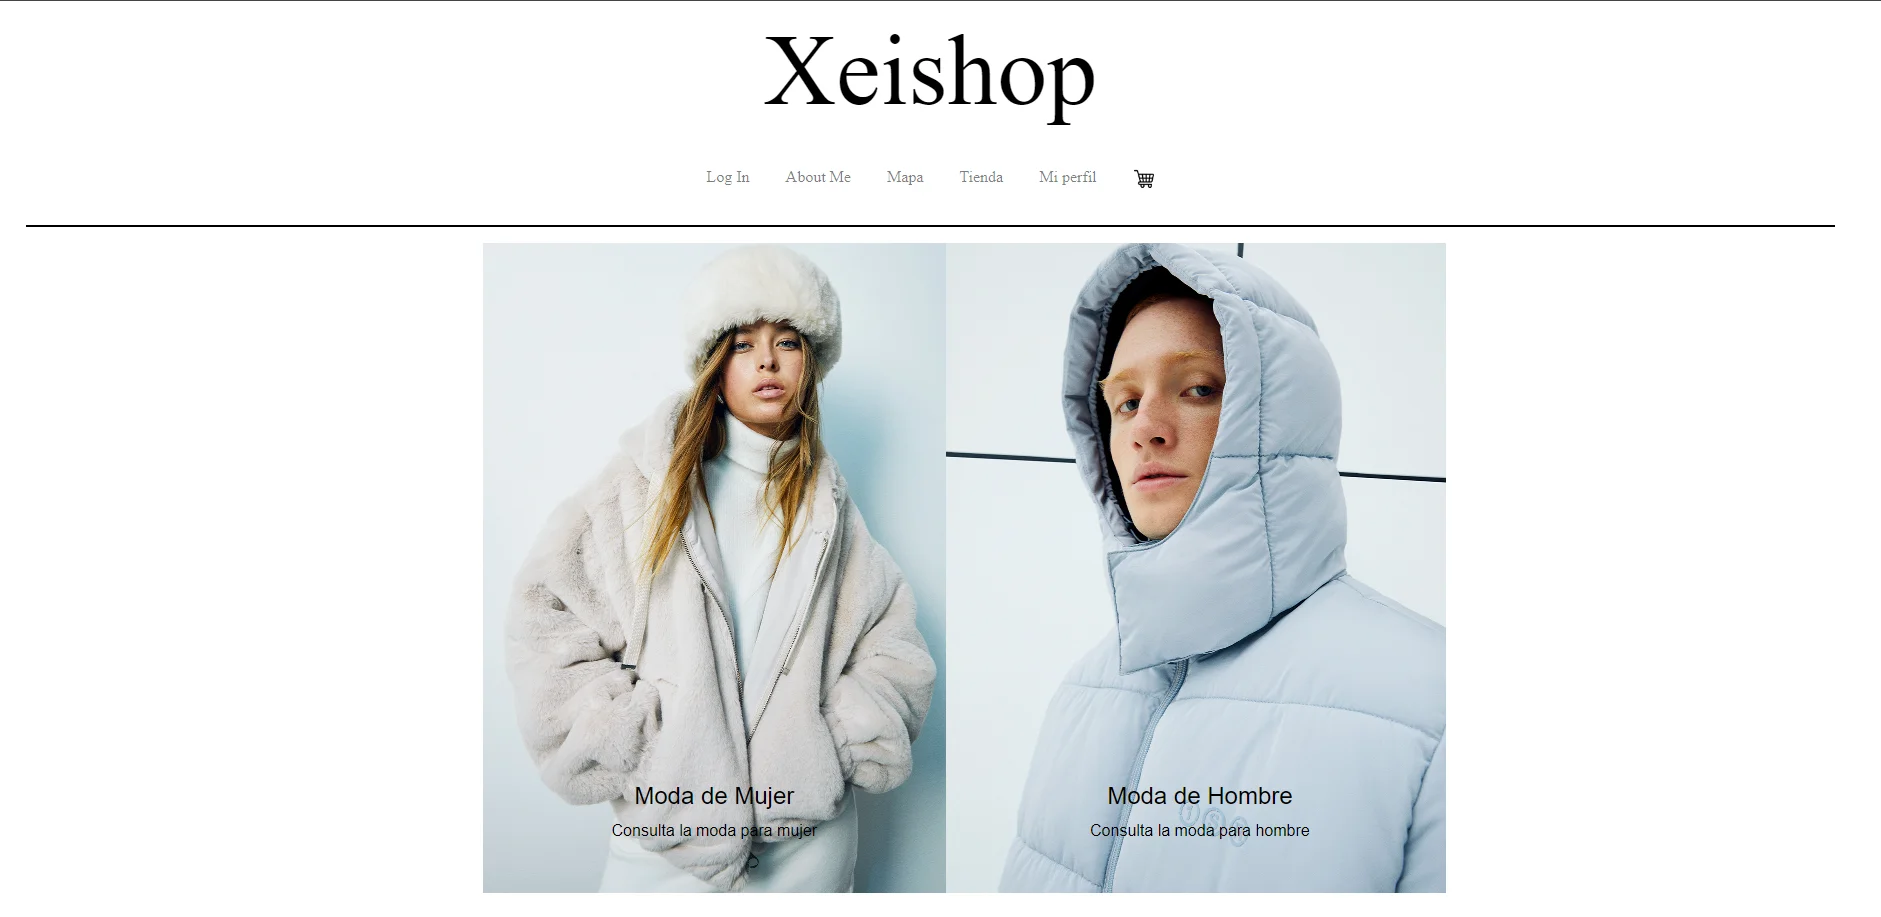 Xeishop
Log In About Me Mapa Tienda Mi perfil
Moda de Mujer
Consulta la moda para mujer
Moda de Hombre
Consulta la moda para hombre